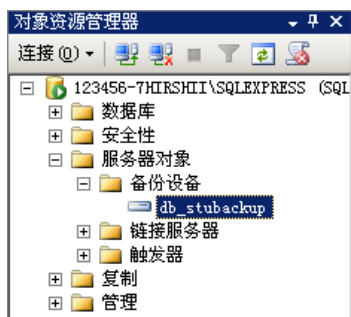 对象资源管理器
连接(O)
123456-7HIRSHII\SQLEXPRESS (SQL
数据库
安全性
服务器对象
备份设备
db_stubackup
链接服务器
触发器
复制
管理